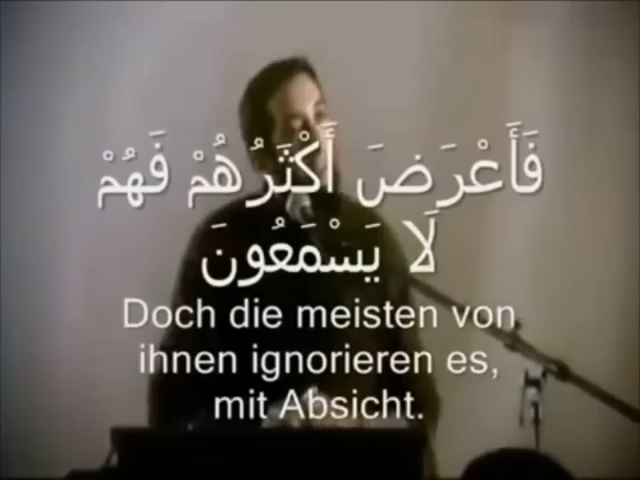 فَأَعْرَضَ أَكْثَرُهُمْ فَهُمْ
لَا يَسْمَعُونَ
Doch die meisten von
ihnen ignorieren es,
mit Absicht.